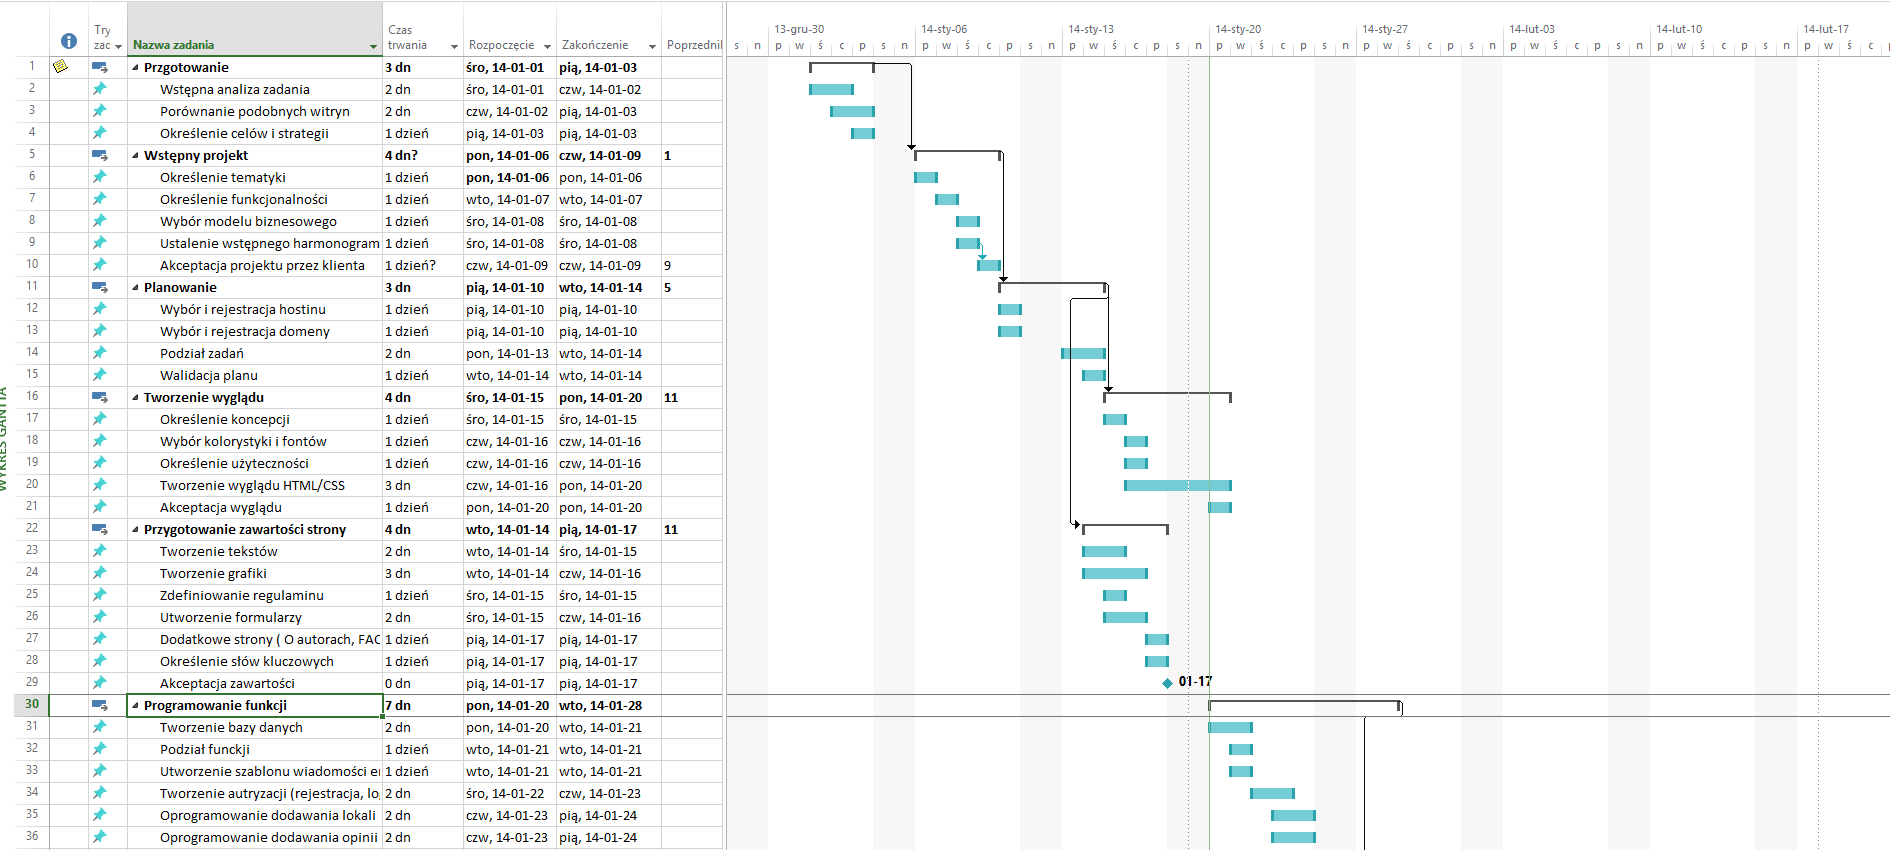 13-gru-30 14-sty-06 14-sty-13 14-sty-20 14-sty-27 14-lut-03 14-lut-10 14-lut-17
Try zac Nazwa zadania Czas trwania Rozpoczęcie Zakończenie Poprzednil s n p w ś c p s n p w ś c p s n p w ś c p s n p w ś c p s n p w ś c p s n p w ś c p s n p w ś c p s n p w ś c p
1 Przgotowanie 3 dn śro, 14-01-01 pią, 14-01-03
2 Wstępna analiza zadania 2 dn śro, 14-01-01 czw, 14-01-02
3 Porównanie podobnych witryn 2 dn czw, 14-01-02 pią, 14-01-03
4 Określenie celów i strategii 1 dzień pią, 14-01-03 pią, 14-01-03
5 Wstępny projekt 4 dn? pon, 14-01-06 czw, 14-01-09 1
6 Określenie tematyki 1 dzień pon, 14-01-06 pon, 14-01-06
7 Określenie funkcjonalności 1 dzień wto, 14-01-07 wto, 14-01-07
8 Wybór modelu biznesowego 1 dzień śro, 14-01-08 śro, 14-01-08
9 Ustalenie wstępnego harmonogram 1 dzień śro, 14-01-08 śro, 14-01-08
10 Akceptacja projektu przez klienta 1 dzień? czw, 14-01-09 czw, 14-01-09 9
11 Planowanie 3 dn pią, 14-01-10 wto, 14-01-14 5
12 Wybór i rejestracja hostinu 1 dzień pią, 14-01-10 pią, 14-01-10
13 Wybór i rejestracja domeny 1 dzień pią, 14-01-10 pią, 14-01-10
14 Podział zadań 2 dn pon, 14-01-13 wto, 14-01-14
15 Walidacja planu 1 dzień wto, 14-01-14 wto, 14-01-14
16 Tworzenie wyglądu 4 dn śro, 14-01-15 pon, 14-01-20 11
17 Określenie koncepcji 1 dzień śro, 14-01-15 śro, 14-01-15
18 Wybór kolorystyki i fontów 1 dzień czw, 14-01-16 czw, 14-01-16
19 Określenie użyteczności 1 dzień czw, 14-01-16 czw, 14-01-16
20 Tworzenie wyglądu HTML/CSS 3 dn czw, 14-01-16 pon, 14-01-20
21 Akceptacja wyglądu 1 dzień pon, 14-01-20 pon, 14-01-20
22 Przygotowanie zawartości strony 4 dn wto, 14-01-14 pią, 14-01-17 11
23 Tworzenie tekstów 2 dn wto, 14-01-14 śro, 14-01-15
24 Tworzenie grafiki 3 dn wto, 14-01-14 czw, 14-01-16
25 Zdefiniowanie regulaminu 1 dzień śro, 14-01-15 śro, 14-01-15
26 Utworzenie formularzy 2 dn śro, 14-01-15 czw, 14-01-16
27 Dodatkowe strony ( O autorach, FAC 1 dzień pią, 14-01-17 pią, 14-01-17
28 Określenie słów kluczowych 1 dzień pią, 14-01-17 pią, 14-01-17
29 Akceptacja zawartości 0 dn pią, 14-01-17 pią, 14-01-17 01-17
30 Programowanie funkcji 7 dn pon, 14-01-20 wto, 14-01-28
31 Tworzenie bazy danych 2 dn pon, 14-01-20 wto, 14-01-21
32 Podział funckji 1 dzień wto, 14-01-21 wto, 14-01-21
33 Utworzenie szablonu wiadomości e 1 dzień wto, 14-01-21 wto, 14-01-21
34 Tworzenie autryzacji (rejestracja, lo 2 dn śro, 14-01-22 czw, 14-01-23
35 Oprogramowanie dodawania lokali 2 dn czw, 14-01-23 pią, 14-01-24
36 Oprogramowanie dodawania opinii 2 dn czw, 14-01-23 pią, 14-01-24